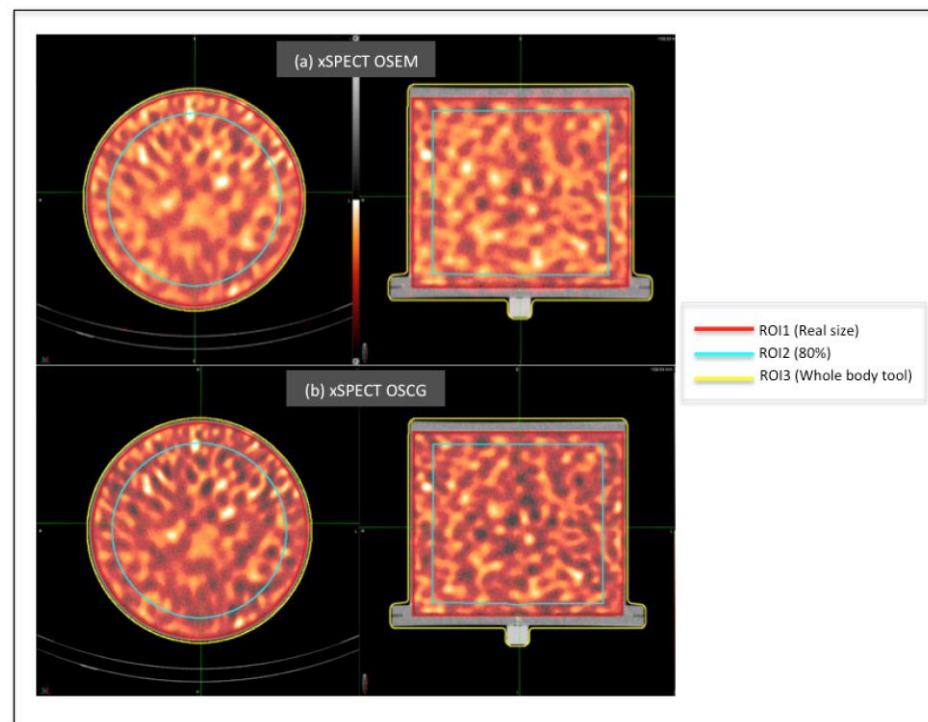 (a) xSPECT OSEM
(b) xSPECT OSCG
ROI1 (Real size)
ROI2 (80%)
ROI3 (Whole body tool)